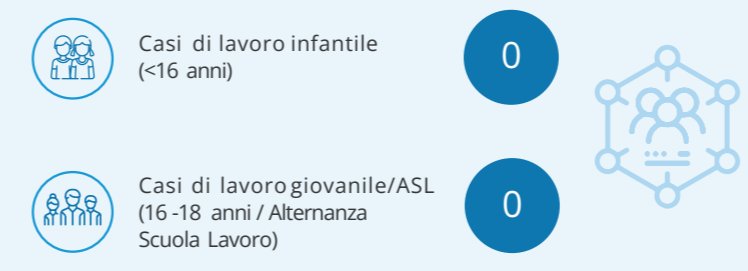 Casi di lavoro infantile
(<16 anni)
0
Casi di lavoro giovanile/ASL
(16 -18 anni / Alternanza
Scuola Lavoro)
0